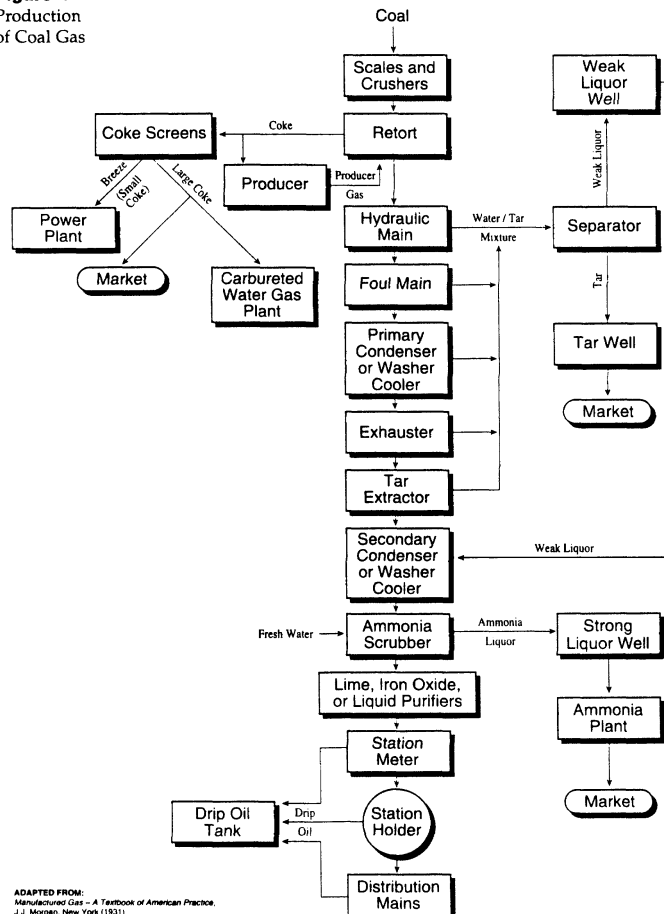 Production
of Coal Gas
Coal
Scales and
Crushers
Weak
Liquor
Well
Coke Screens
Coke
Retort
Weak Liquor
Breeze
(Small
Coke)
Large Coke
Producer
Producer
Gas
Power
Plant
Hydraulic
Main
Water / Tar
Mixture
Separator
Market
Carbureted
Water Gas
Plant
Foul Main
Tar
Primary
Condenser
or Washer
Cooler
Tar Well
Market
Exhauster
Tar
Extractor
Secondary
Condenser
or Washer
Cooler
Weak Liquor
Fresh Water
Ammonia
Scrubber
Ammonia
Liquor
Strong
Liquor Well
Lime, Iron Oxide,
or Liquid Purifiers
Ammonia
Plant
Station
Meter
Market
Drip Oil
Tank
Drip
Oil
Station
Holder
Distribution
Mains
ADAPTED FROM:
Manufactured Gas – A Textbook of American Practice,
J.J. Morgan, New York (1931)